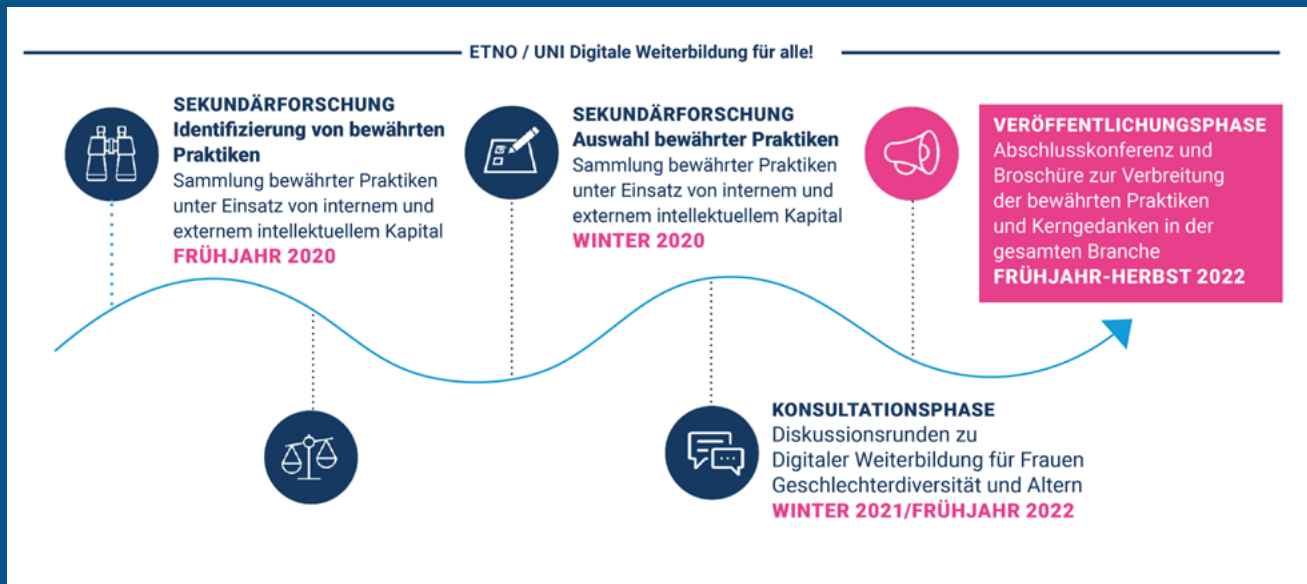 ETNO / UNI Digitale Weiterbildung für alle!
SEKUNDÄRFORSCHUNG
Identifizierung von bewährten
Praktiken
Sammlung bewährter Praktiken
unter Einsatz von internem und
externem intellektuellem Kapital
FRÜHJAHR 2020
SEKUNDÄRFORSCHUNG
Auswahl bewährter Praktiken
Sammlung bewährter Praktiken
unter Einsatz von internem und
externem intellektuellem Kapital
WINTER 2020
VERÖFFENTLICHUNGSPHASE
Abschlusskonferenz und
Broschüre zur Verbreitung
der bewährten Praktiken
und Kerngedanken in der
gesamten Branche
FRÜHJAHR-HERBST 2022
KONSULTATIONSPHASE
Diskussionsrunden zu
Digitaler Weiterbildung für Frauen
Geschlechterdiversität und Altern
WINTER 2021/FRÜHJAHR 2022